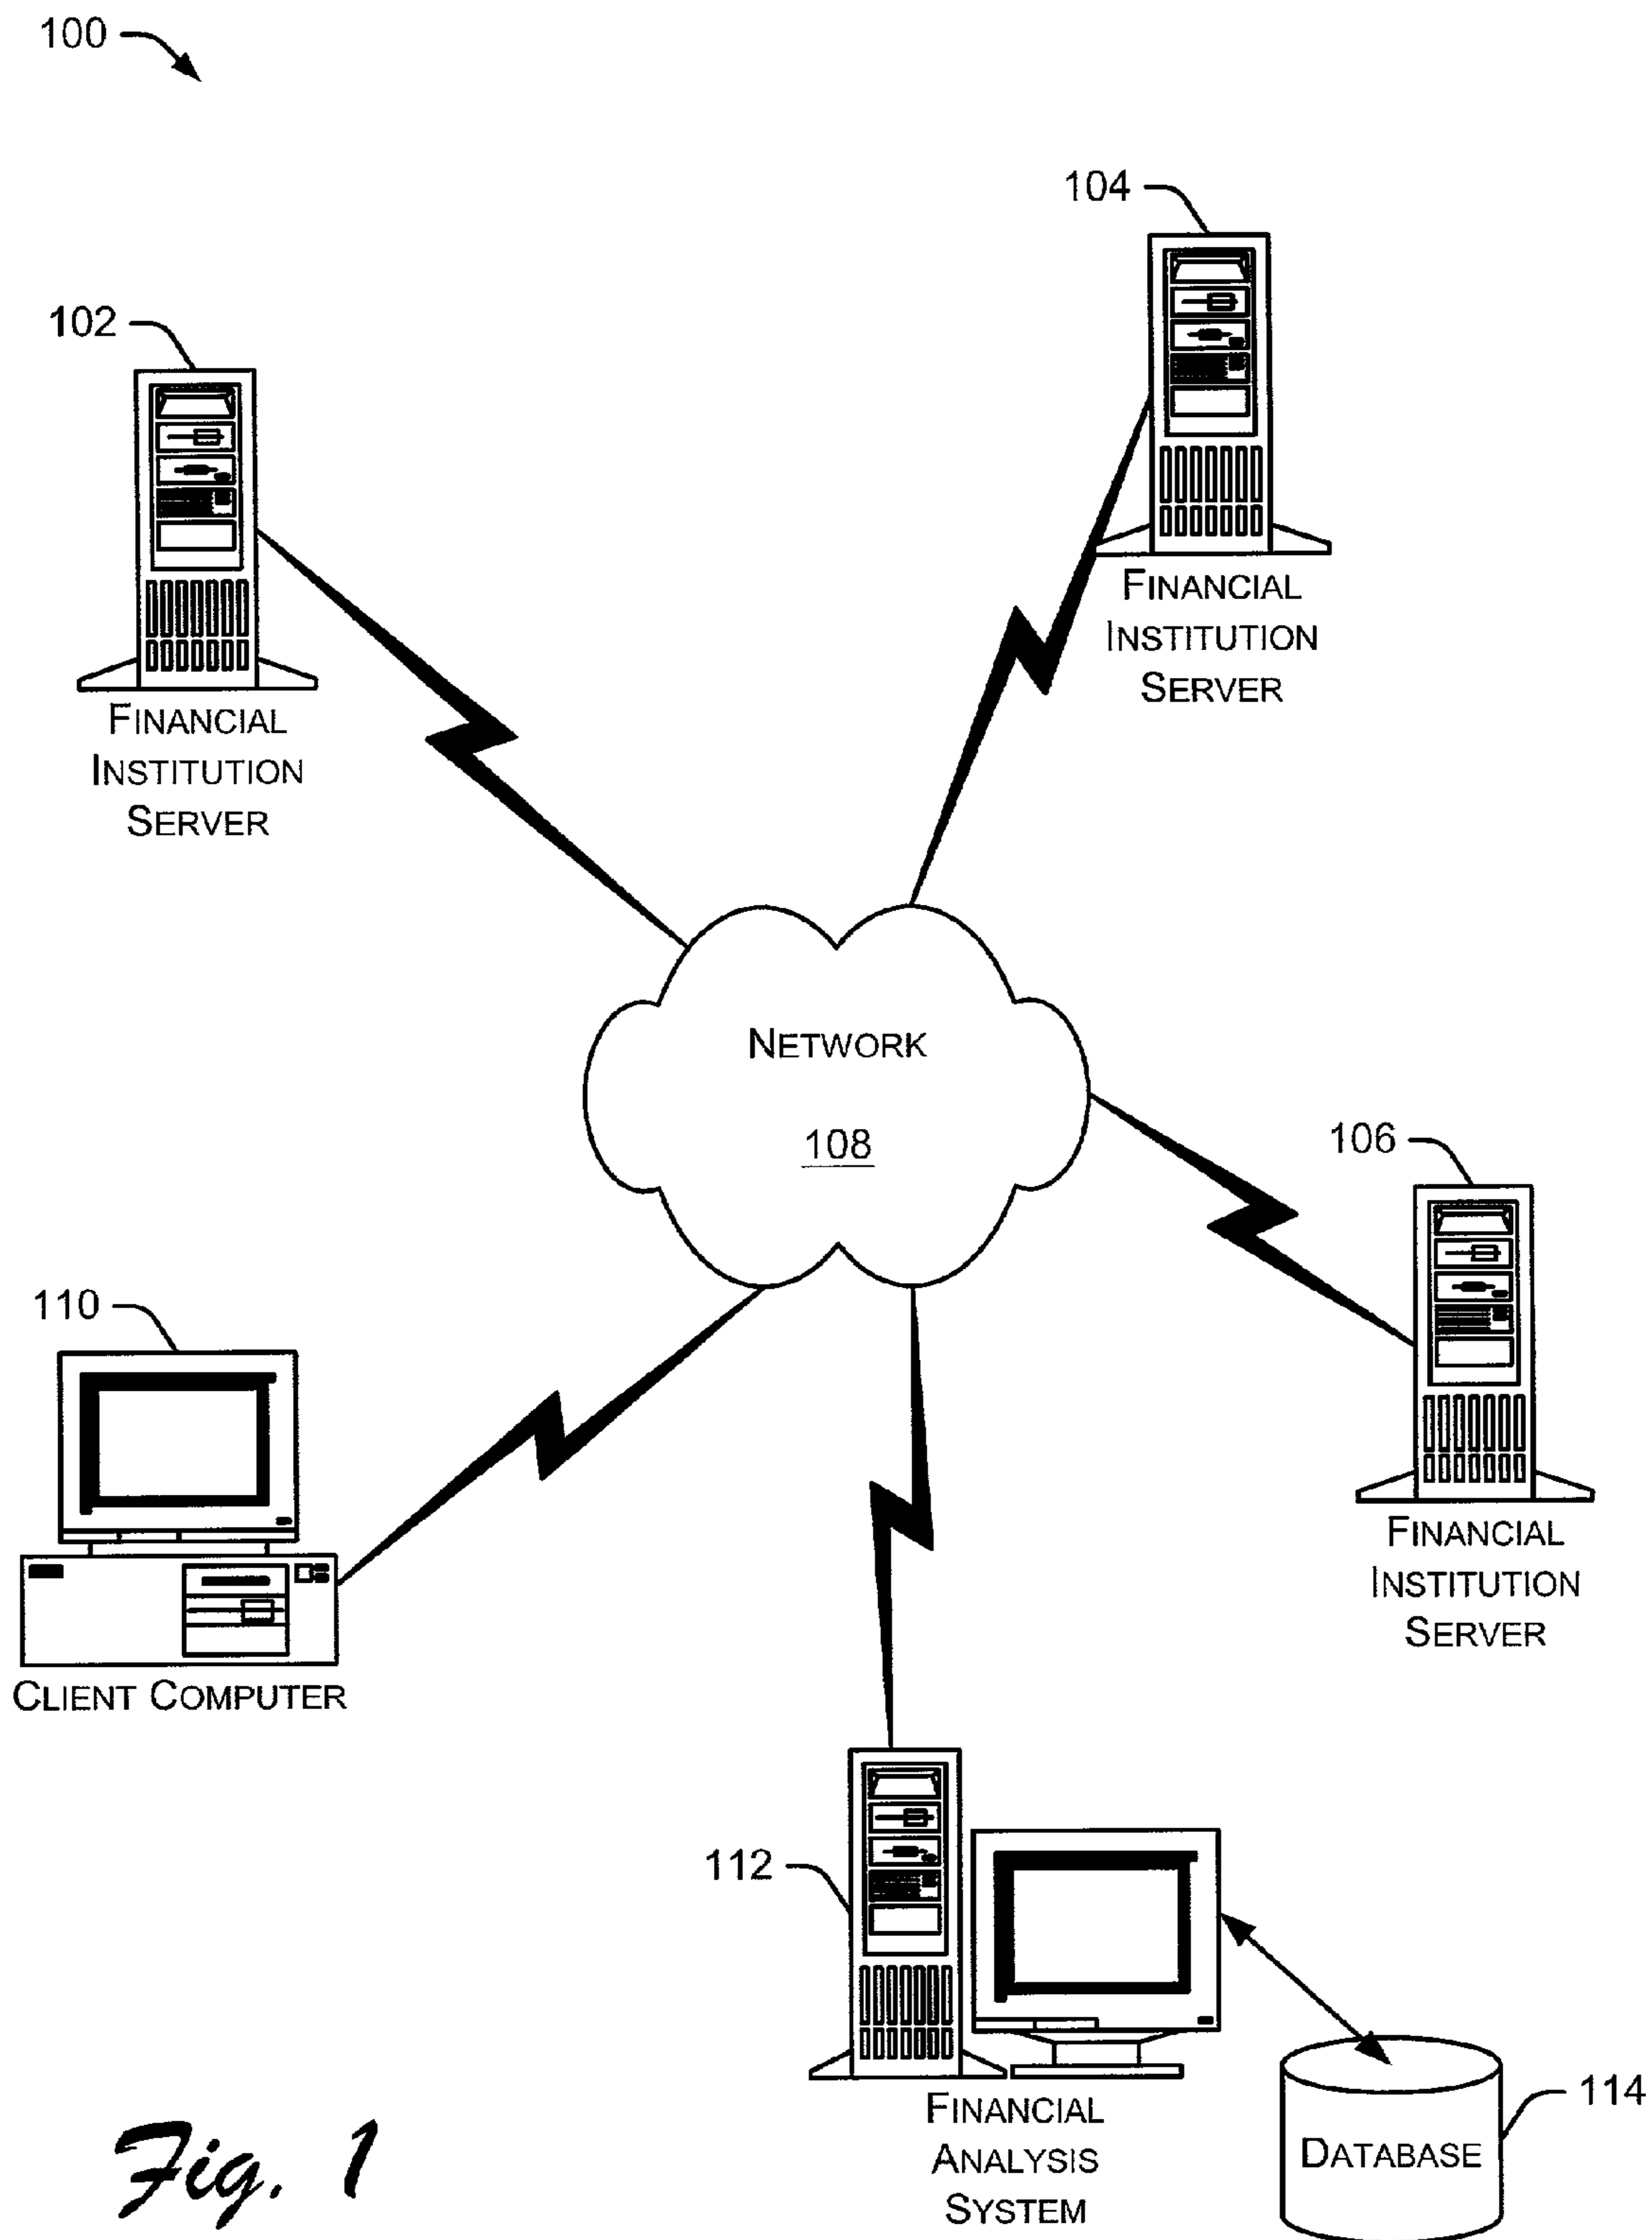 100
104
102
FINANCIAL
INSTITUTION
SERVER
FINANCIAL
INSTITUTION
SERVER
NETWORK
108
106
110
FINANCIAL
INSTITUTION
SERVER
CLIENT COMPUTER
112
114
FINANCIAL
ANALYSIS
SYSTEM
DATABASE
Fig. 1